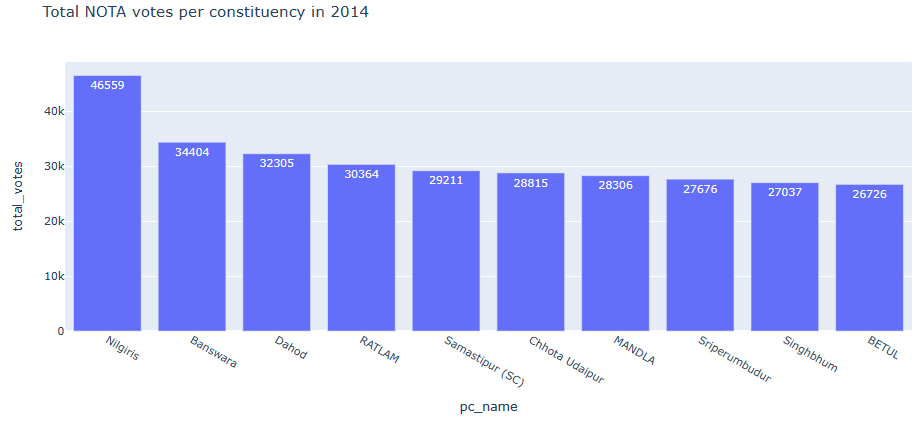 Total NOTA votes per constituency in 2014
total_votes
40k
30k
20k
10k
0
46559
34404
32305
30364
29211
28815
28306
27676
27037
26726
Nilgiris
Banswara
Dahod
RATLAM
Samastipur (SC)
Chhota Udaipur
MANDLA
Sriperumbudur
Singhbhum
BETUL
pc_name